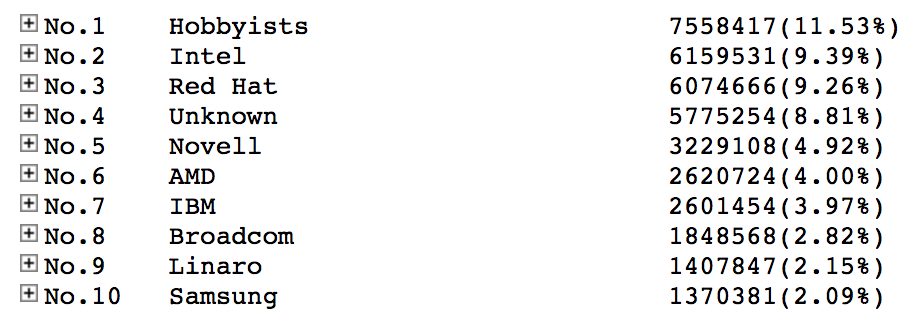 No.1 Hobbyists 7558417(11.53%)
No.2 Intel 6159531(9.39%)
No.3 Red Hat 6074666(9.26%)
No.4 Unknown 5775254(8.81%)
No.5 Novell 3229108(4.92%)
No.6 AMD 2620724(4.00%)
No.7 IBM 2601454(3.97%)
No.8 Broadcom 1848568(2.82%)
No.9 Linaro 1407847(2.15%)
No.10 Samsung 1370381(2.09%)